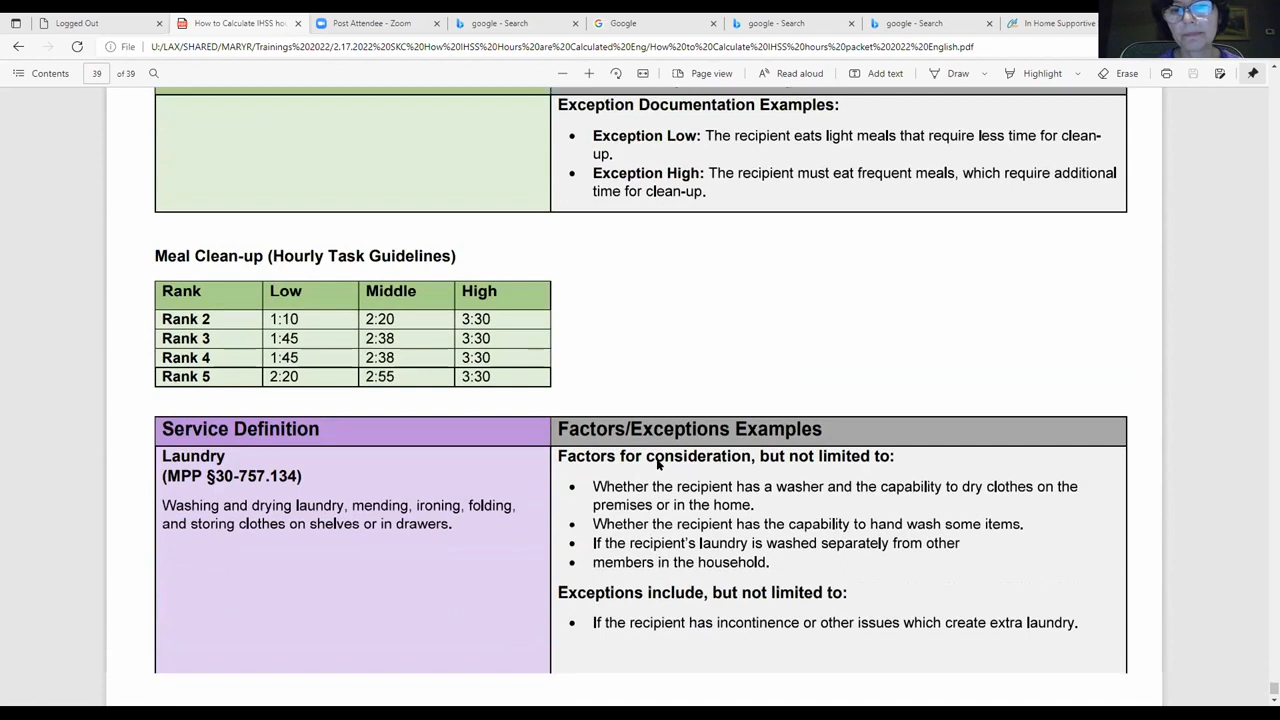 Logged Out
How to Calculate IHSS hou
Post Attendee - Zoom
google - Search
Google
google - Search
google - Search
In Home Supportive
File
U:/LAX/SHARED/MARYR/Trainings%202022/2.17.2022%20SKC%20How%20IHSS%20Hours%20are%20Calculated%20Eng/How%20to%20Calculate%20IHSS%20hours%20packet%202022%20English.pdf
Contents
39 of 39
Page view
Read aloud
Add text
Draw
Highlight
Erase
Exception Documentation Examples:
• Exception Low: The recipient eats light meals that require less time for clean-
up.
• Exception High: The recipient must eat frequent meals, which require additional
time for clean-up.
Meal Clean-up (Hourly Task Guidelines)
Rank Low Middle High
Rank 2 1:10 2:20 3:30
Rank 3 1:45 2:38 3:30
Rank 4 1:45 2:38 3:30
Rank 5 2:20 2:55 3:30
Service Definition
Laundry
(MPP §30-757.134)
Washing and drying laundry, mending, ironing, folding,
and storing clothes on shelves or in drawers.
Factors/Exceptions Examples
Factors for consideration, but not limited to:
• Whether the recipient has a washer and the capability to dry clothes on the
premises or in the home.
• Whether the recipient has the capability to hand wash some items.
• If the recipient's laundry is washed separately from other
• members in the household.
Exceptions include, but not limited to:
• If the recipient has incontinence or other issues which create extra laundry.